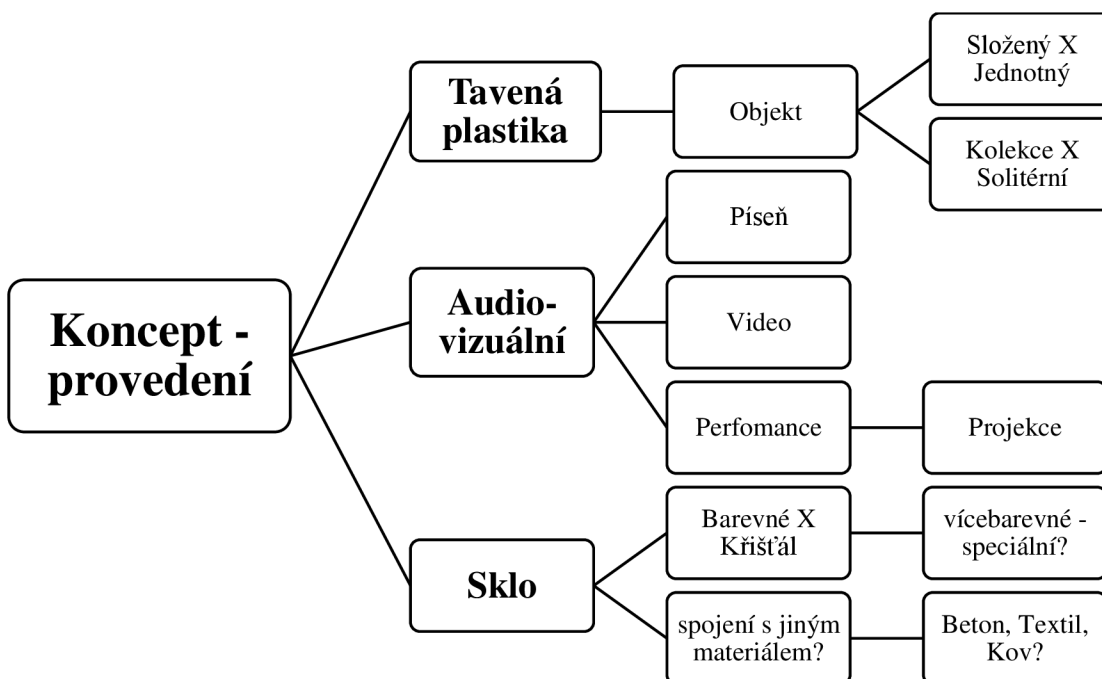 Koncept -
provedení
Tavená
plastika
Objekt
Složený X
Jednotný
Kolekce X
Solitérní
Audio-
vizuální
Píseň
Video
Perfomance
Projekce
Sklo
Barevné X
Křišťál
vícebarevné -
speciální?
spojení s jiným
materiálem?
Beton, Textil,
Kov?